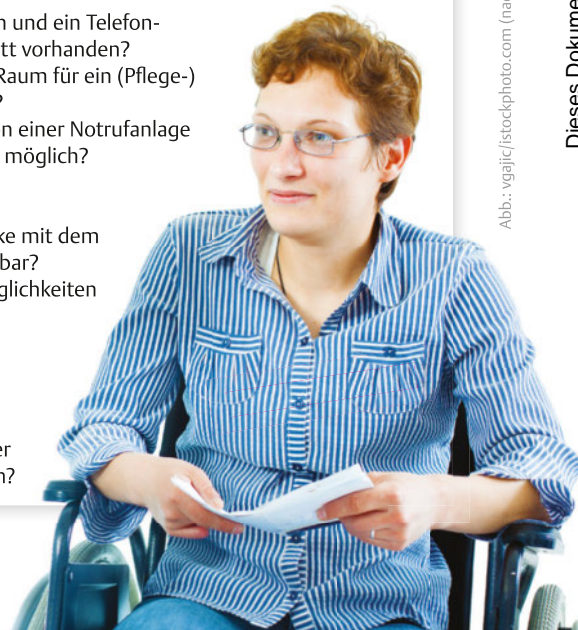 n und ein Telefon-
tt vorhanden?
Raum für ein (Pflege-)
?
n einer Notrufanlage
möglich?
ke mit dem
bar?
glichkeiten
er
n?
Abb.: vgajic/istockphoto.com (nac
Dieses Dokume